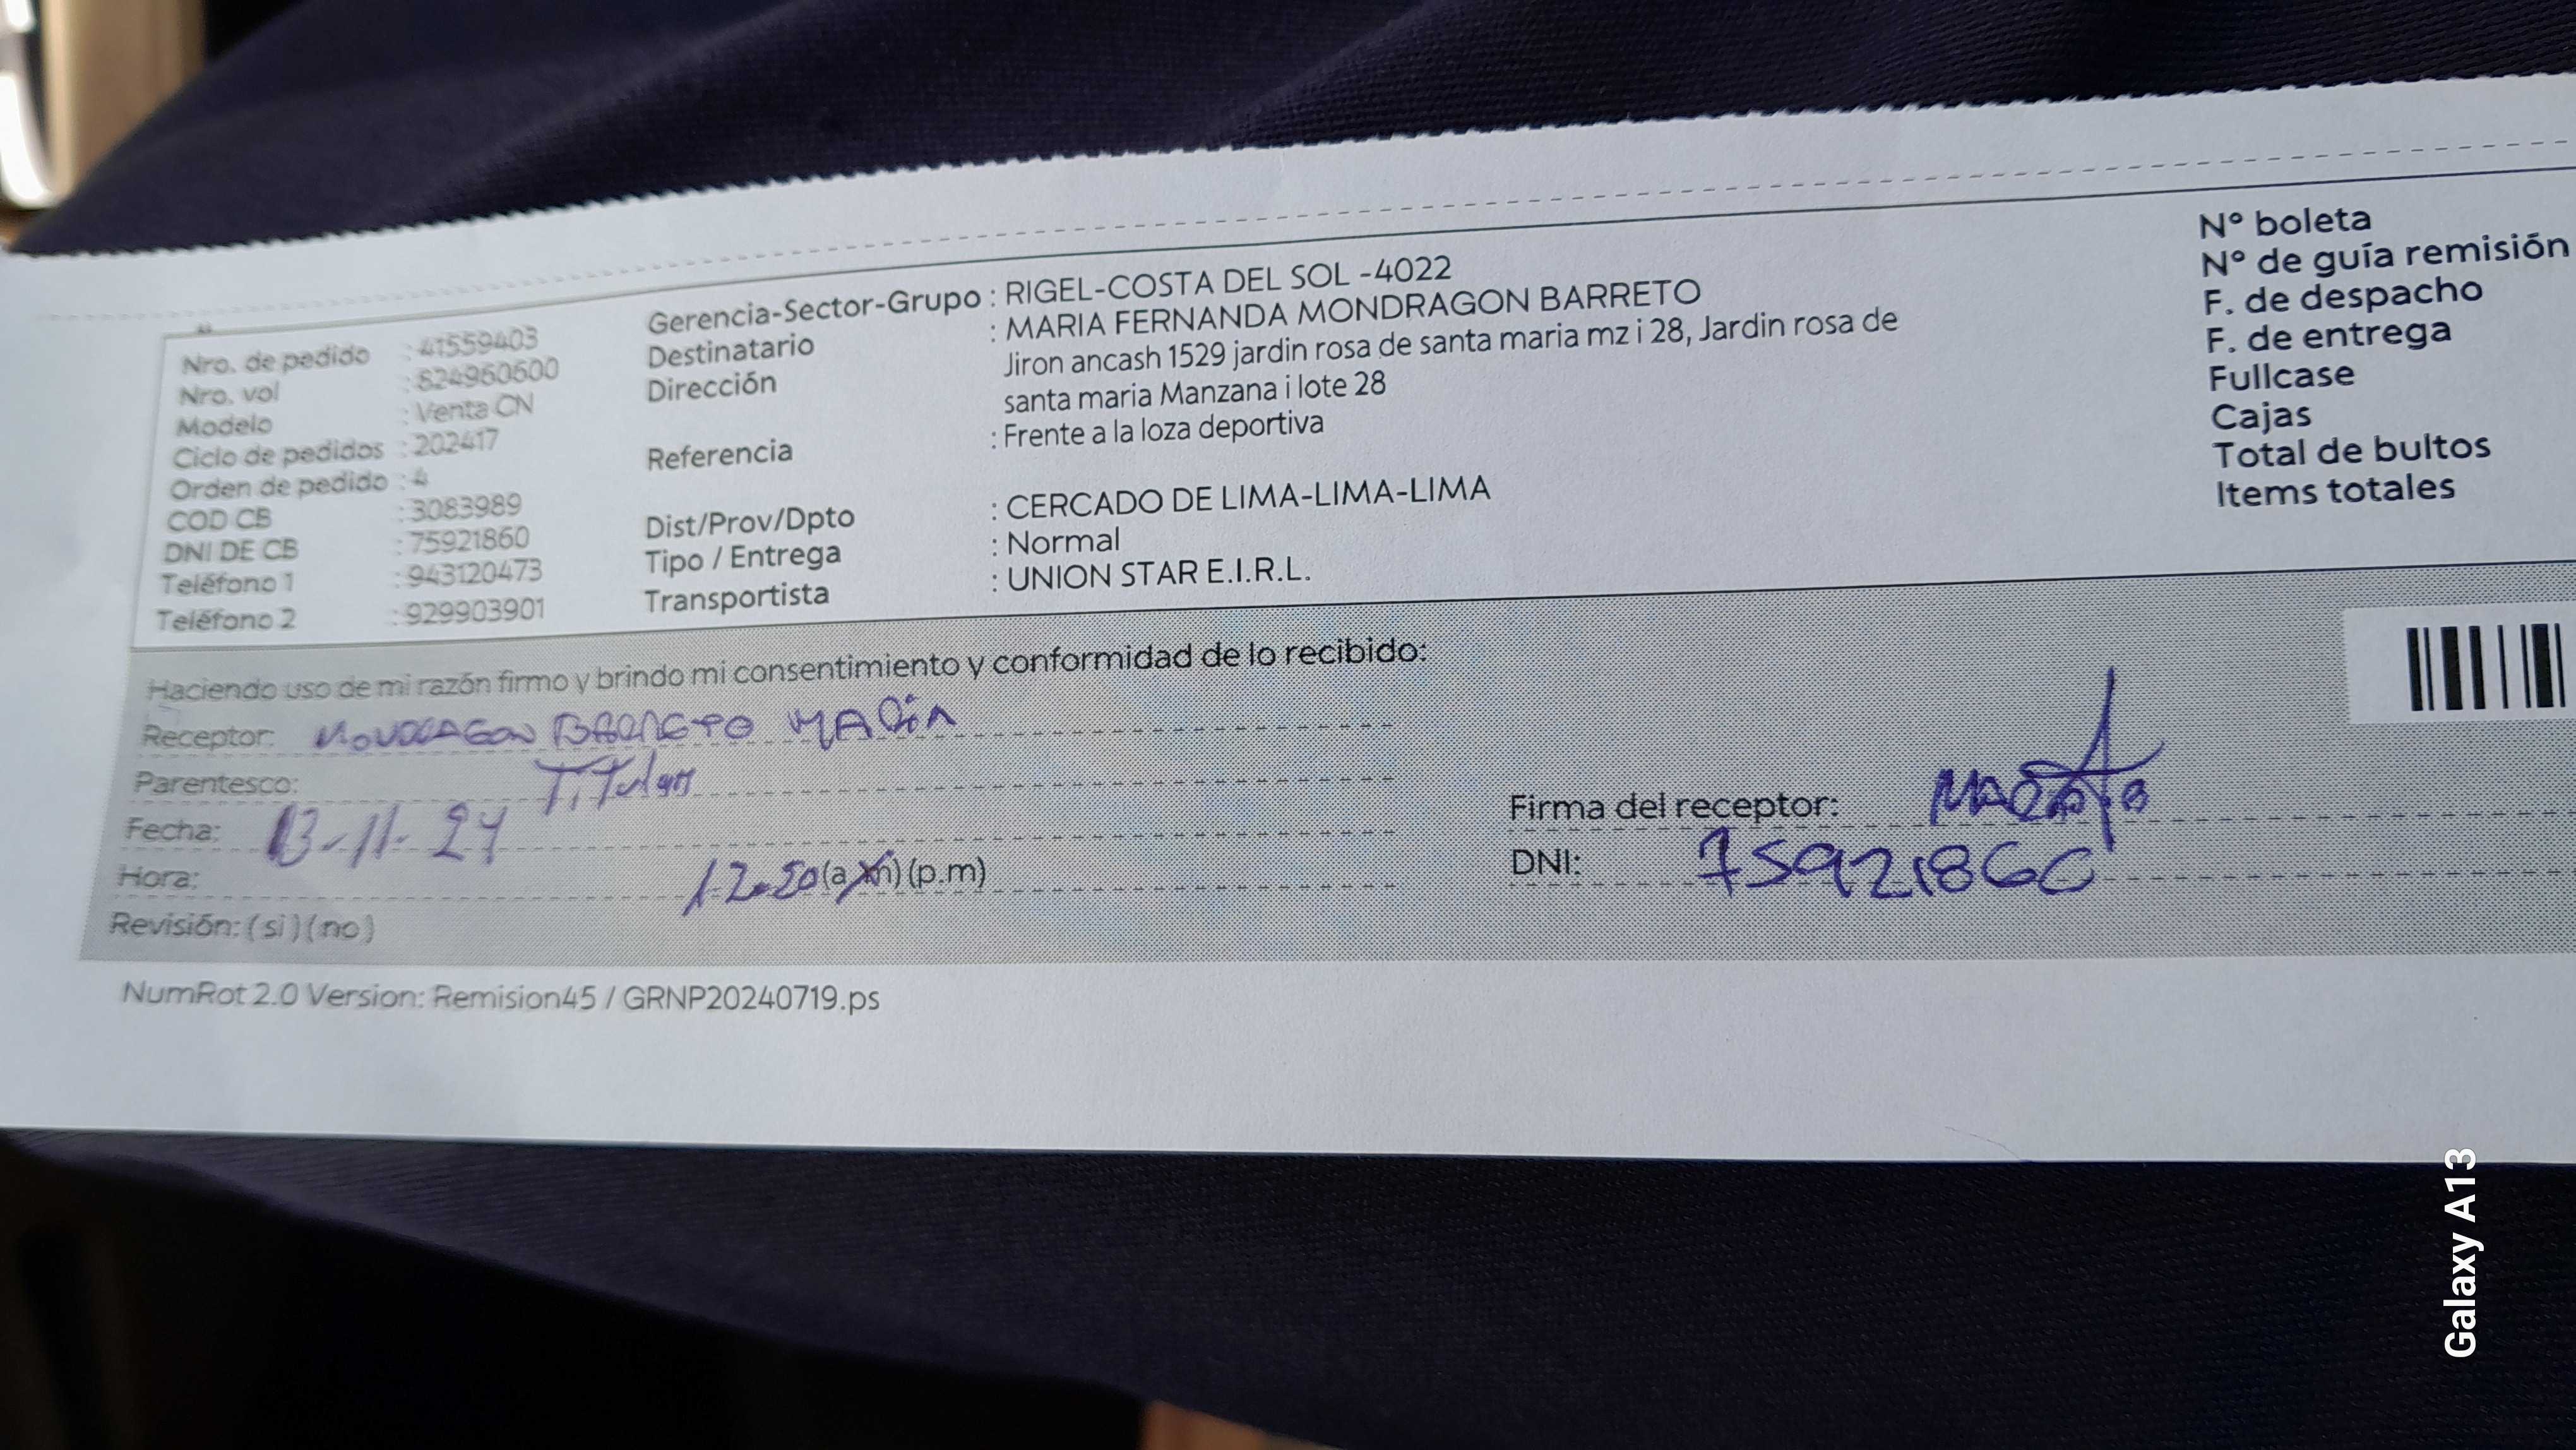 Nro. de pedido : 41559403
Nro. vol : 824960600
Modelo : Venta CN
Ciclo de pedidos : 202417
Orden de pedido : 4
COD CB : 3083989
DNI DE CB : 75921860
Teléfono 1 : 943120473
Teléfono 2 : 929903901
Gerencia-Sector-Grupo : RIGEL-COSTA DEL SOL -4022
Destinatario : MARIA FERNANDA MONDRAGON BARRETO
Dirección Jiron ancash 1529 jardin rosa de santa maria mz i 28, Jardin rosa de
santa maria Manzana i lote 28
Referencia : Frente a la loza deportiva
Dist/Prov/Dpto : CERCADO DE LIMA-LIMA-LIMA
Tipo / Entrega : Normal
Transportista : UNION STAR E.I.R.L.
N° boleta
N° de guía remisión
F. de despacho
F. de entrega
Fullcase
Cajas
Total de bultos
Items totales
Haciendo uso de mi razón firmo y brindo mi consentimiento y conformidad de lo recibido:
Receptor: MONDRAGON BARRETO MARIA
Parentesco: Titular
Fecha: 13-11-24
Hora: 12.50 (a.m) (p.m)
Revisión: (si) (no)
Firma del receptor:
DNI: 75921860
NumRot 2.0 Version: Remision45 / GRNP20240719.ps
Galaxy A13